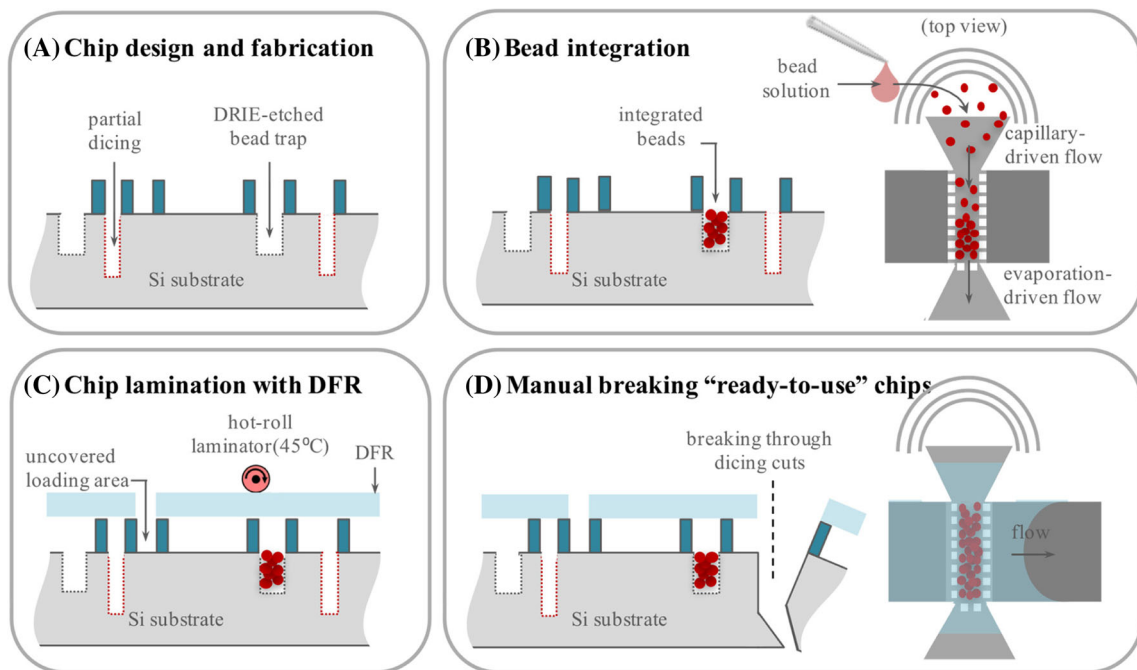 (A) Chip design and fabrication
partial
dicing
DRIE-etched
bead trap
Si substrate
(B) Bead integration
(top view)
bead
solution
integrated
beads
capillary-
driven flow
evaporation-
driven flow
Si substrate
(C) Chip lamination with DFR
hot-roll
laminator(45⁰C)
uncovered
loading area
DFR
Si substrate
(D) Manual breaking “ready-to-use” chips
breaking through
dicing cuts
flow
Si substrate